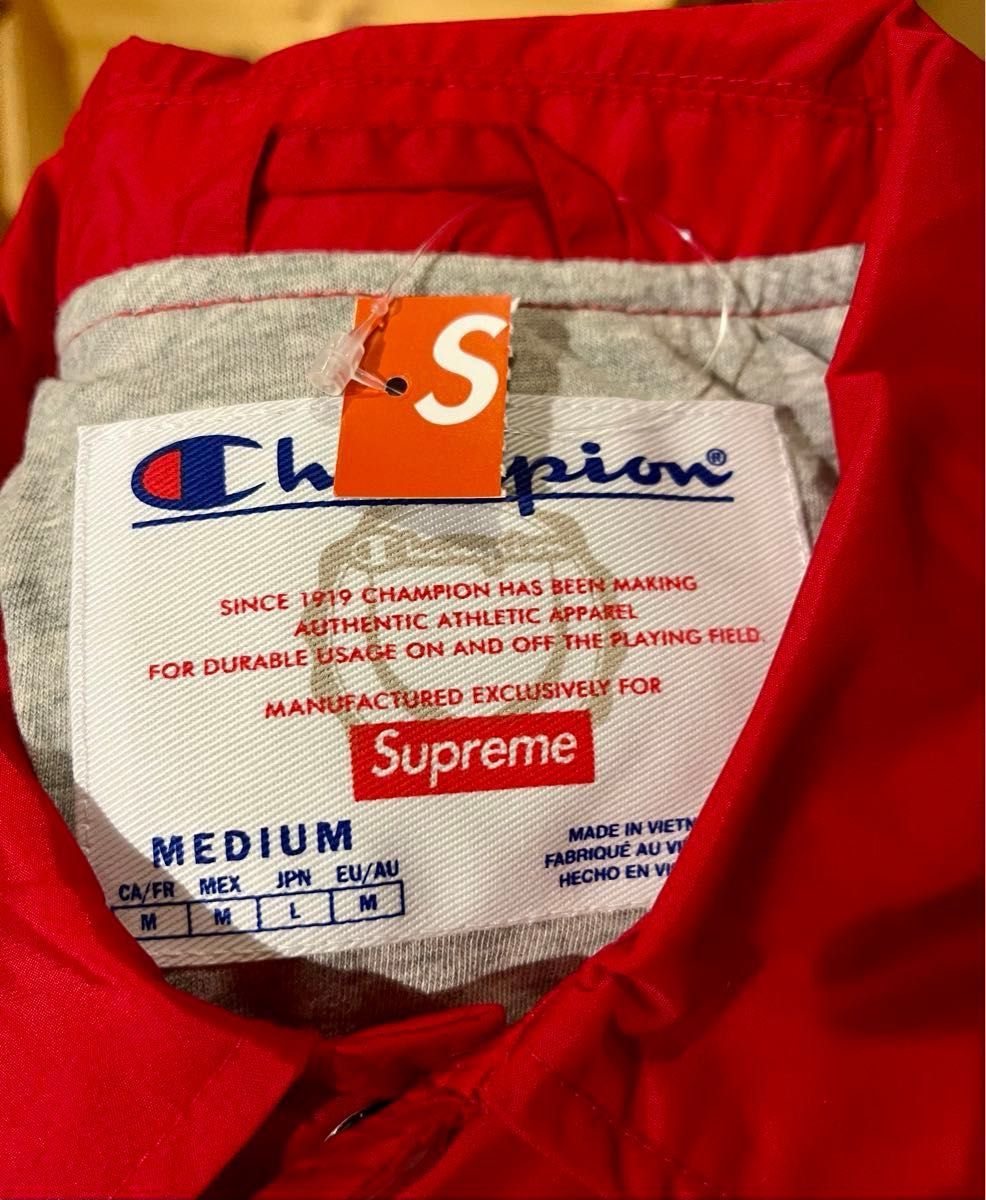 S
Ch pion®
Champion
SINCE 1919 CHAMPION HAS BEEN MAKING
AUTHENTIC ATHLETIC APPAREL
FOR DURABLE USAGE ON AND OFF THE PLAYING FIELD.
MANUFACTURED EXCLUSIVELY FOR
Supreme
MEDIUM
CA/FR MEX JPN EU/AU
M M L M
MADE IN VIETN
FABRIQUÉ AU VI
HECHO EN VI